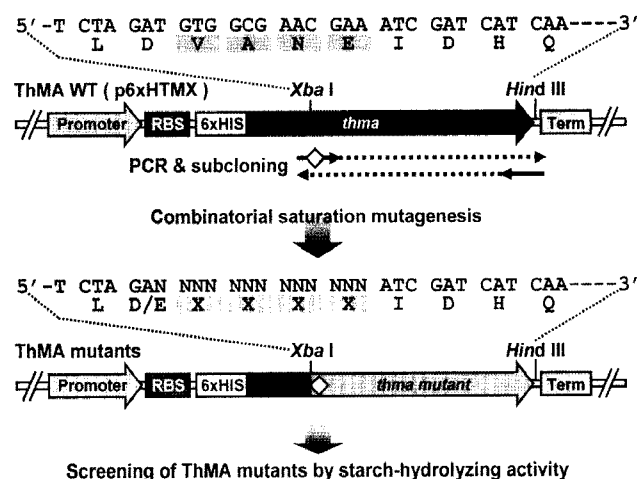 5′-T CTA GAT GTG GCG AAC GAA ATC GAT CAT CAA----3′
L D V A N E I D H Q
ThMA WT ( p6xHTMX ) Xba I Hind III
Promoter RBS 6xHIS thma Term
PCR & subcloning
Combinatorial saturation mutagenesis
5′-T CTA GAN NNN NNN NNN NNN ATC GAT CAT CAA----3′
L D/E X X X X I D H Q
ThMA mutants Xba I Hind III
Promoter RBS 6xHIS thma mutant Term
Screening of ThMA mutants by starch-hydrolyzing activity